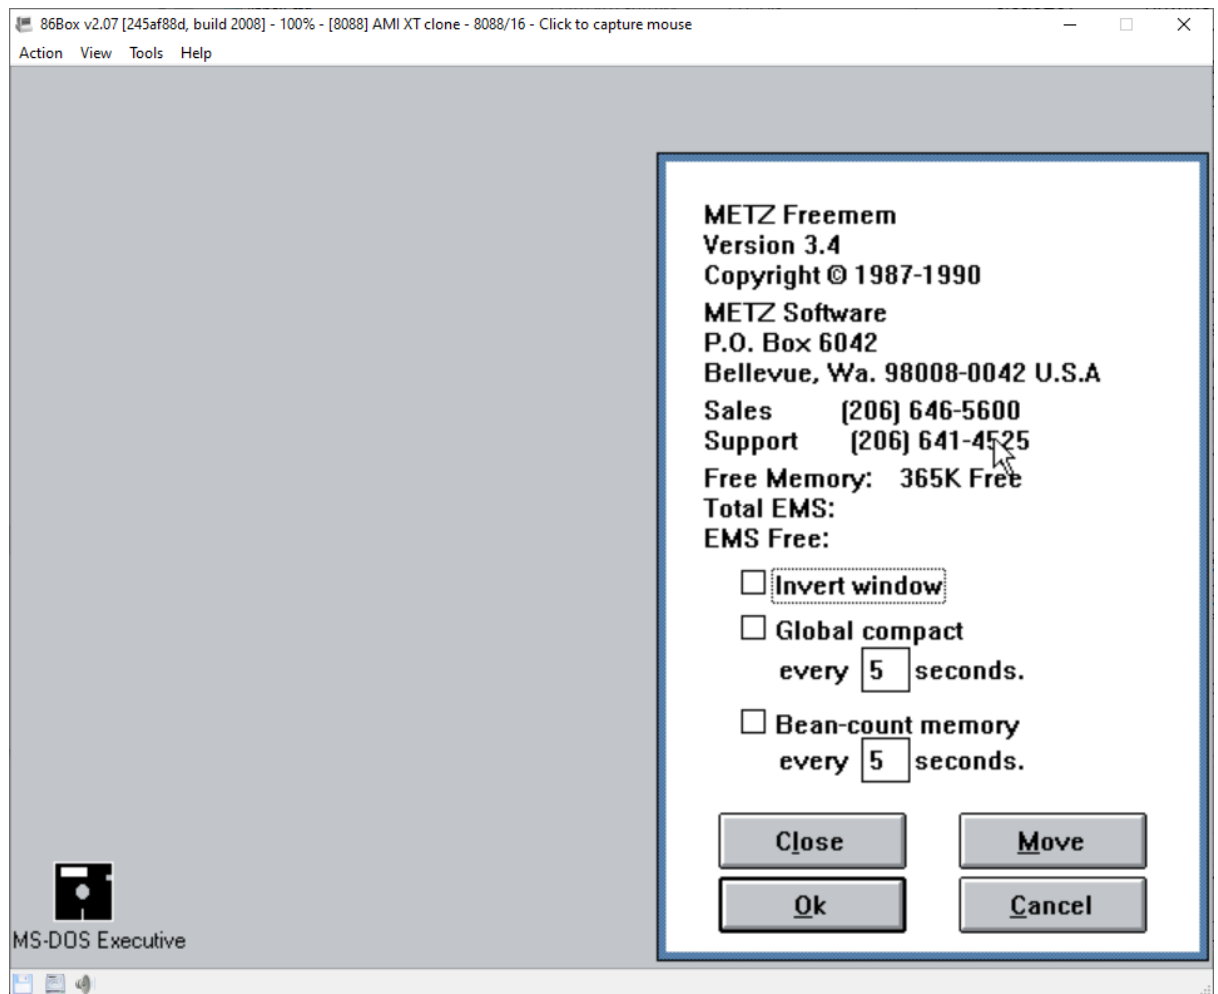 86Box v2.07 [245af88d, build 2008] - 100% - [8088] AMI XT clone - 8088/16 - Click to capture mouse
Action View Tools Help
METZ Freemem
Version 3.4
Copyright © 1987-1990
METZ Software
P.O. Box 6042
Bellevue, Wa. 98008-0042 U.S.A
Sales (206) 646-5600
Support (206) 641-4525
Free Memory: 365K Free
Total EMS:
EMS Free:
Invert window
Global compact
every 5 seconds.
Bean-count memory
every 5 seconds.
Close Move
Ok Cancel
MS-DOS Executive